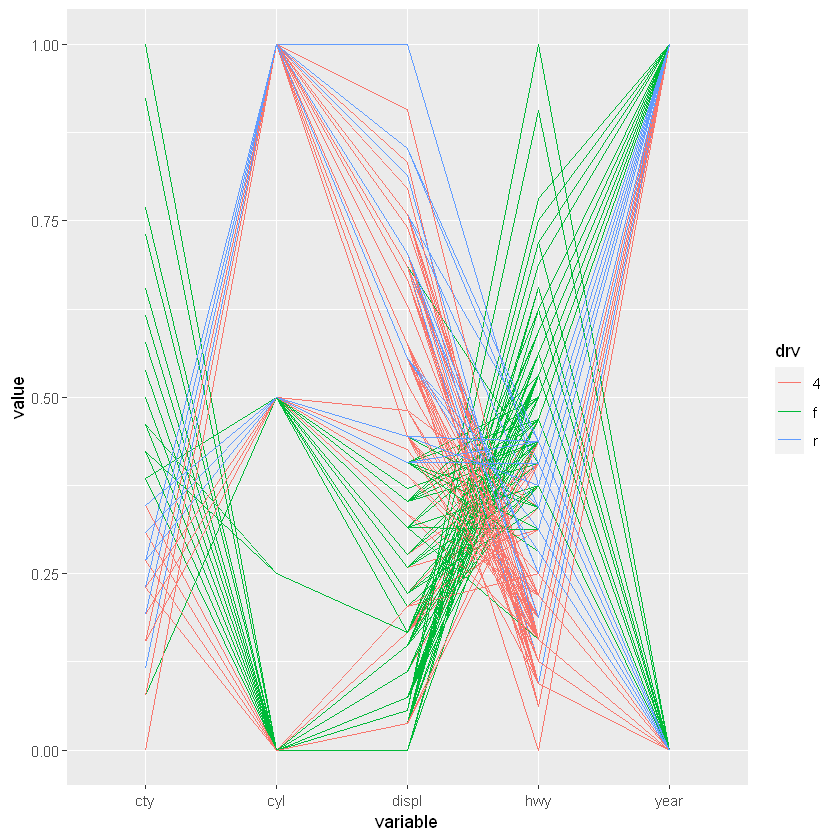 1.00
0.75
0.50
0.25
0.00
value
cty cyl displ hwy year
variable
drv
4
f
r